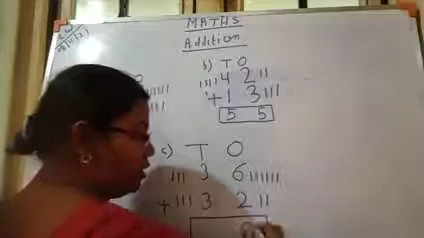 MATHS
Addition
b) T O
|||| 4 2 ||
+ | 1 3 |||
5 5
c) T O
||| 3 6 ||||||
+ ||| 3 2 ||